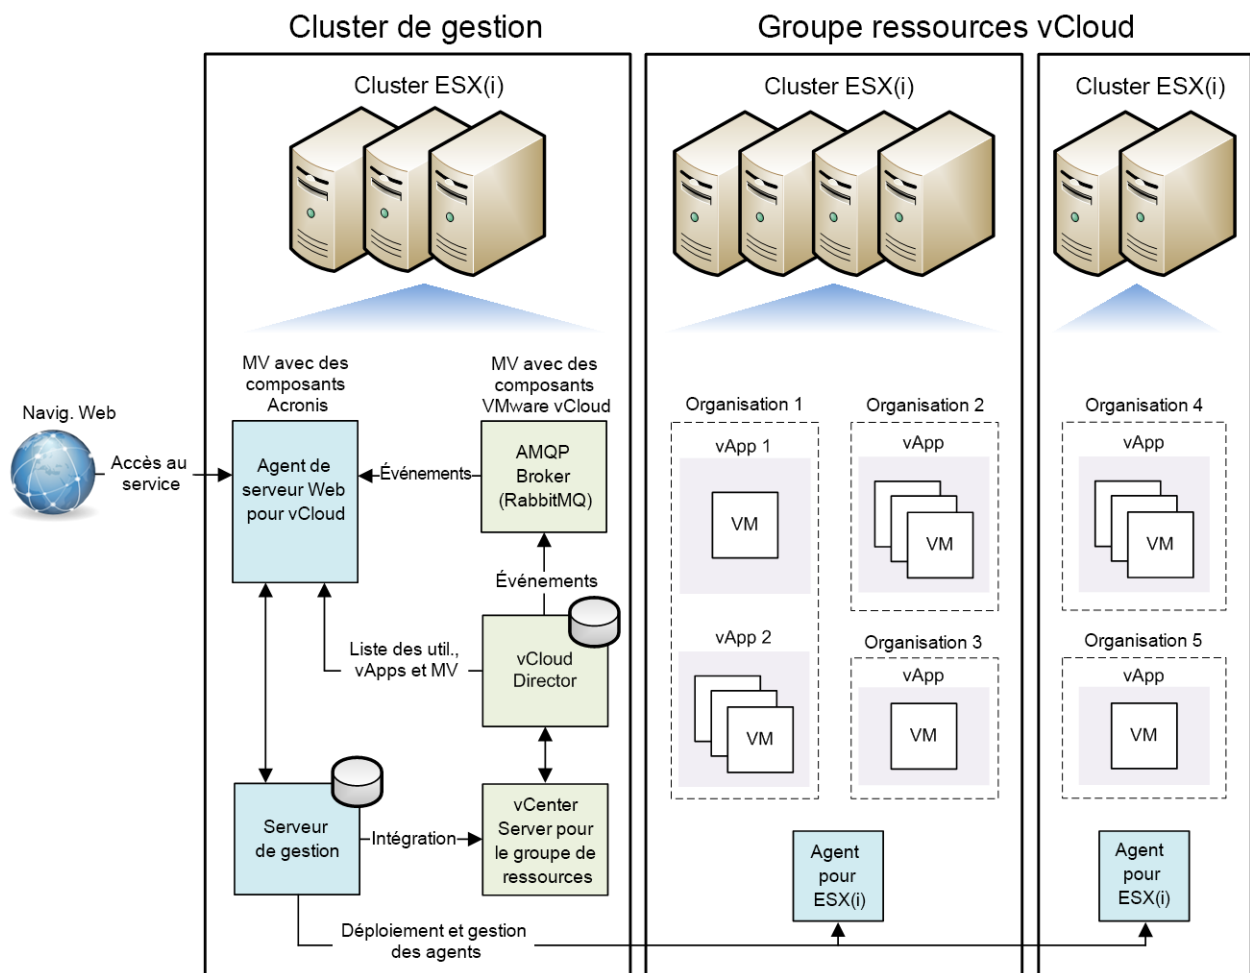 Cluster de gestion
Groupe ressources vCloud
Cluster ESX(i)
Cluster ESX(i)
Cluster ESX(i)
MV avec des
composants
Acronis
MV avec des
composants
VMware vCloud
Navig. Web
Accès au
service
Agent de
serveur Web
pour vCloud
Événements
AMQP
Broker
(RabbitMQ)
Événements
Liste des util.,
vApps et MV
vCloud
Director
Serveur
de gestion
Intégration
vCenter
Server pour
le groupe de
ressources
Déploiement et gestion
des agents
Organisation 1
vApp 1
VM
vApp 2
VM
Organisation 2
vApp
VM
Organisation 3
vApp
VM
Agent
pour
ESX(i)
Organisation 4
vApp
VM
Organisation 5
vApp
VM
Agent
pour
ESX(i)